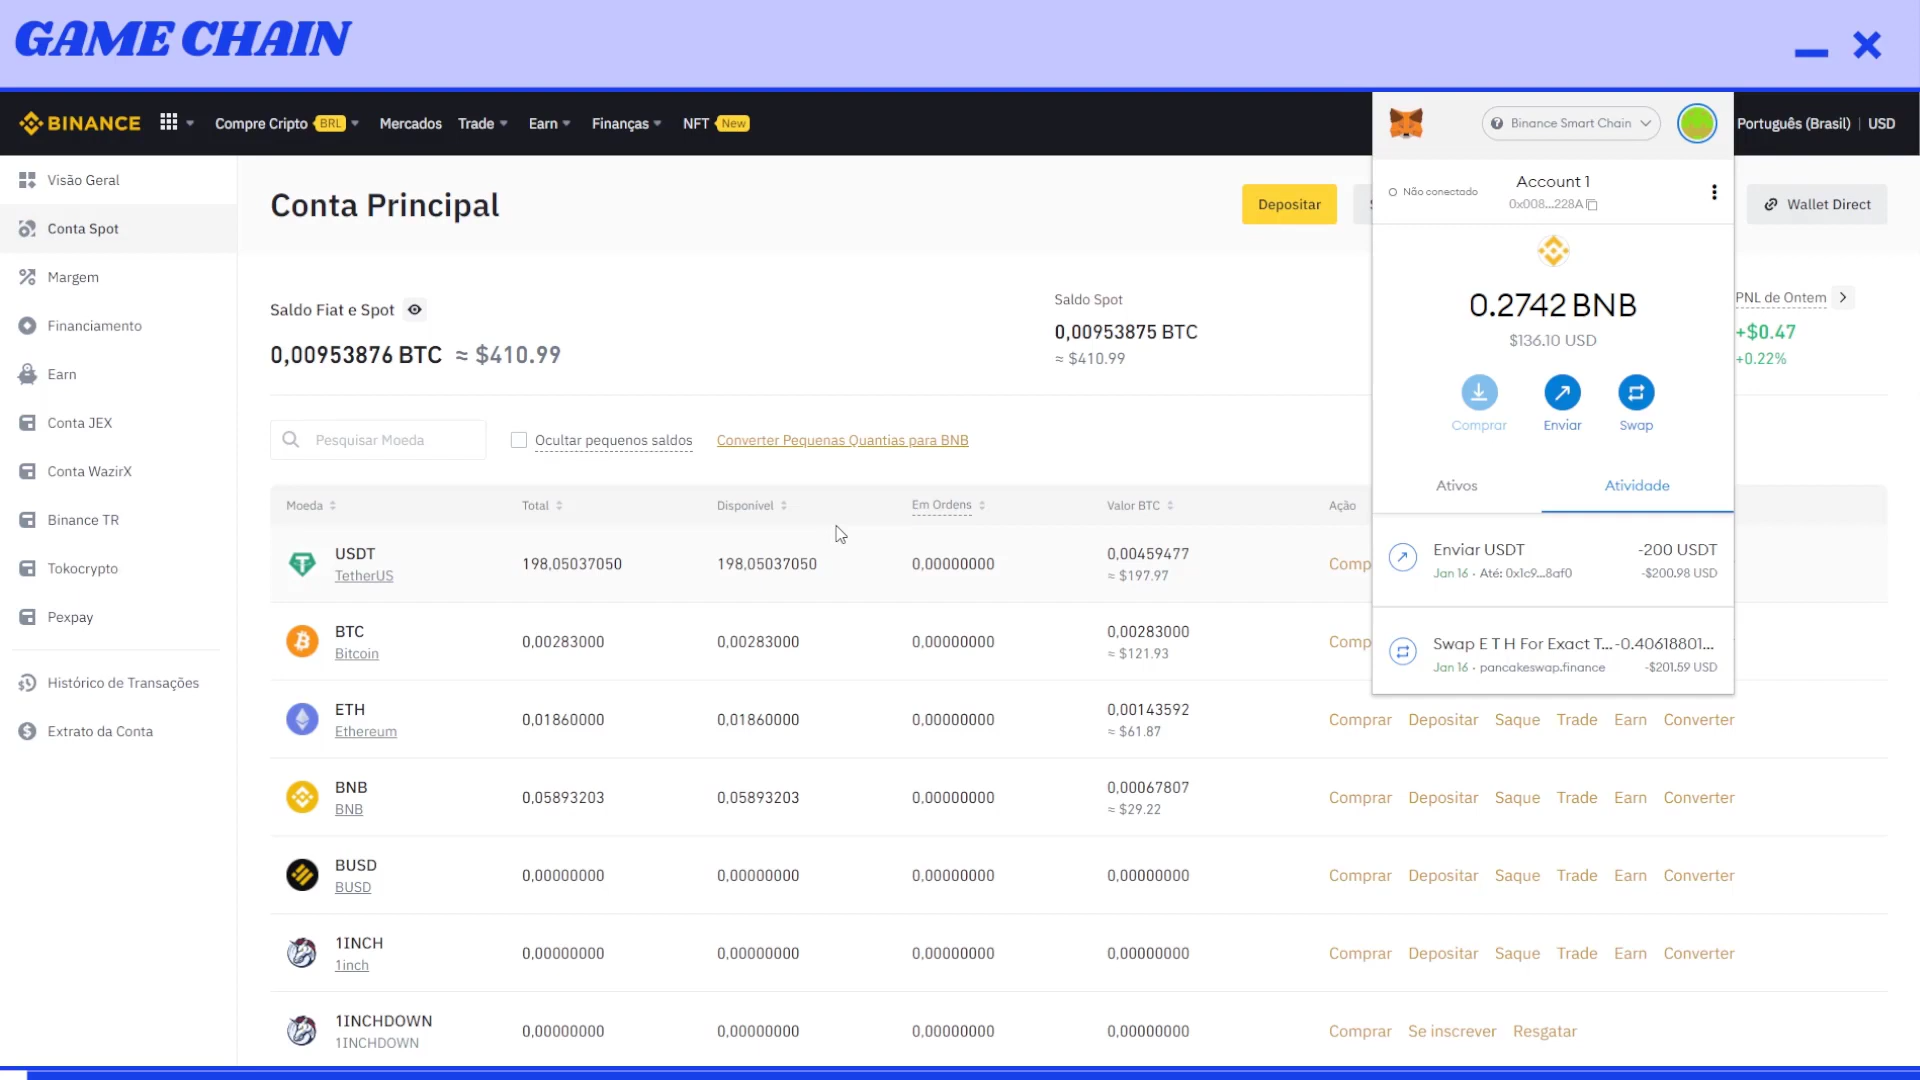 GAME CHAIN
BINANCE
Compre Cripto BRL
Mercados
Trade
Earn
Finanças
NFT New
Português (Brasil) | USD
Visão Geral
Conta Spot
Margem
Financiamento
Earn
Conta JEX
Conta WazirX
Binance TR
Tokocrypto
Pexpay
Histórico de Transações
Extrato da Conta
Conta Principal
Depositar
Wallet Direct
Saldo Fiat e Spot
0,00953876 BTC ≈ $410.99
Saldo Spot
0,00953875 BTC
≈ $410.99
PNL de Ontem
+$0.47
+0.22%
Pesquisar Moeda
Ocultar pequenos saldos
Converter Pequenas Quantias para BNB
Moeda Total Disponível Em Ordens Valor BTC Ação
USDT
TetherUS
198,05037050 198,05037050 0,00000000
0,00459477
≈ $197.97
Comp
BTC
Bitcoin
0,00283000 0,00283000 0,00000000
0,00283000
≈ $121.93
Comp
ETH
Ethereum
0,01860000 0,01860000 0,00000000
0,00143592
≈ $61.87
Comprar Depositar Saque Trade Earn Converter
BNB
BNB
0,05893203 0,05893203 0,00000000
0,00067807
≈ $29.22
Comprar Depositar Saque Trade Earn Converter
BUSD
BUSD
0,00000000 0,00000000 0,00000000 0,00000000
Comprar Depositar Saque Trade Earn Converter
1INCH
1inch
0,00000000 0,00000000 0,00000000 0,00000000
Comprar Depositar Saque Trade Earn Converter
1INCHDOWN
1INCHDOWN
0,00000000 0,00000000 0,00000000 0,00000000
Comprar Se inscrever Resgatar
Binance Smart Chain
Não conectado
Account 1
0x008...228A
0.2742 BNB
$136.10 USD
Comprar
Enviar
Swap
Ativos
Atividade
Enviar USDT -200 USDT
Jan 16 · Até: 0x1c9...8af0 -$200.98 USD
Swap E T H For Exact T... -0.40618801...
Jan 16 · pancakeswap.finance -$201.59 USD